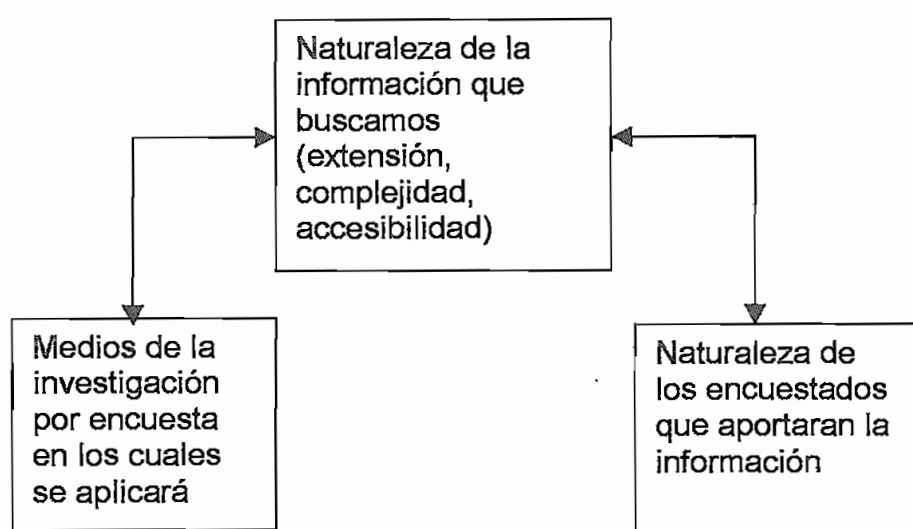 Naturaleza de la
información que
buscamos
(extensión,
complejidad,
accesibilidad)
Medios de la
investigación
por encuesta
en los cuales
se aplicará
Naturaleza de
los encuestados
que aportaran la
información